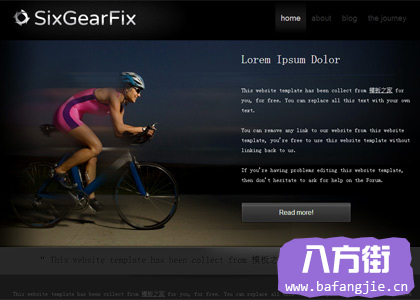 SixGearFix
home about blog the journey
Lorem Ipsum Dolor
This website template has been collect from 模板之家 for
you, for free. You can replace all this text with your own
text.
You can remove any link to our website from this website
template, you're free to use this website template without
linking back to us.
If you're having problems editing this website template,
then don't hesitate to ask for help on the Forum.
Read more!
" This website template has been collect from 模板之家
This website template has been collect from 模板之家 for you, for free. You can replace
八方街
www.bafangjie.cn